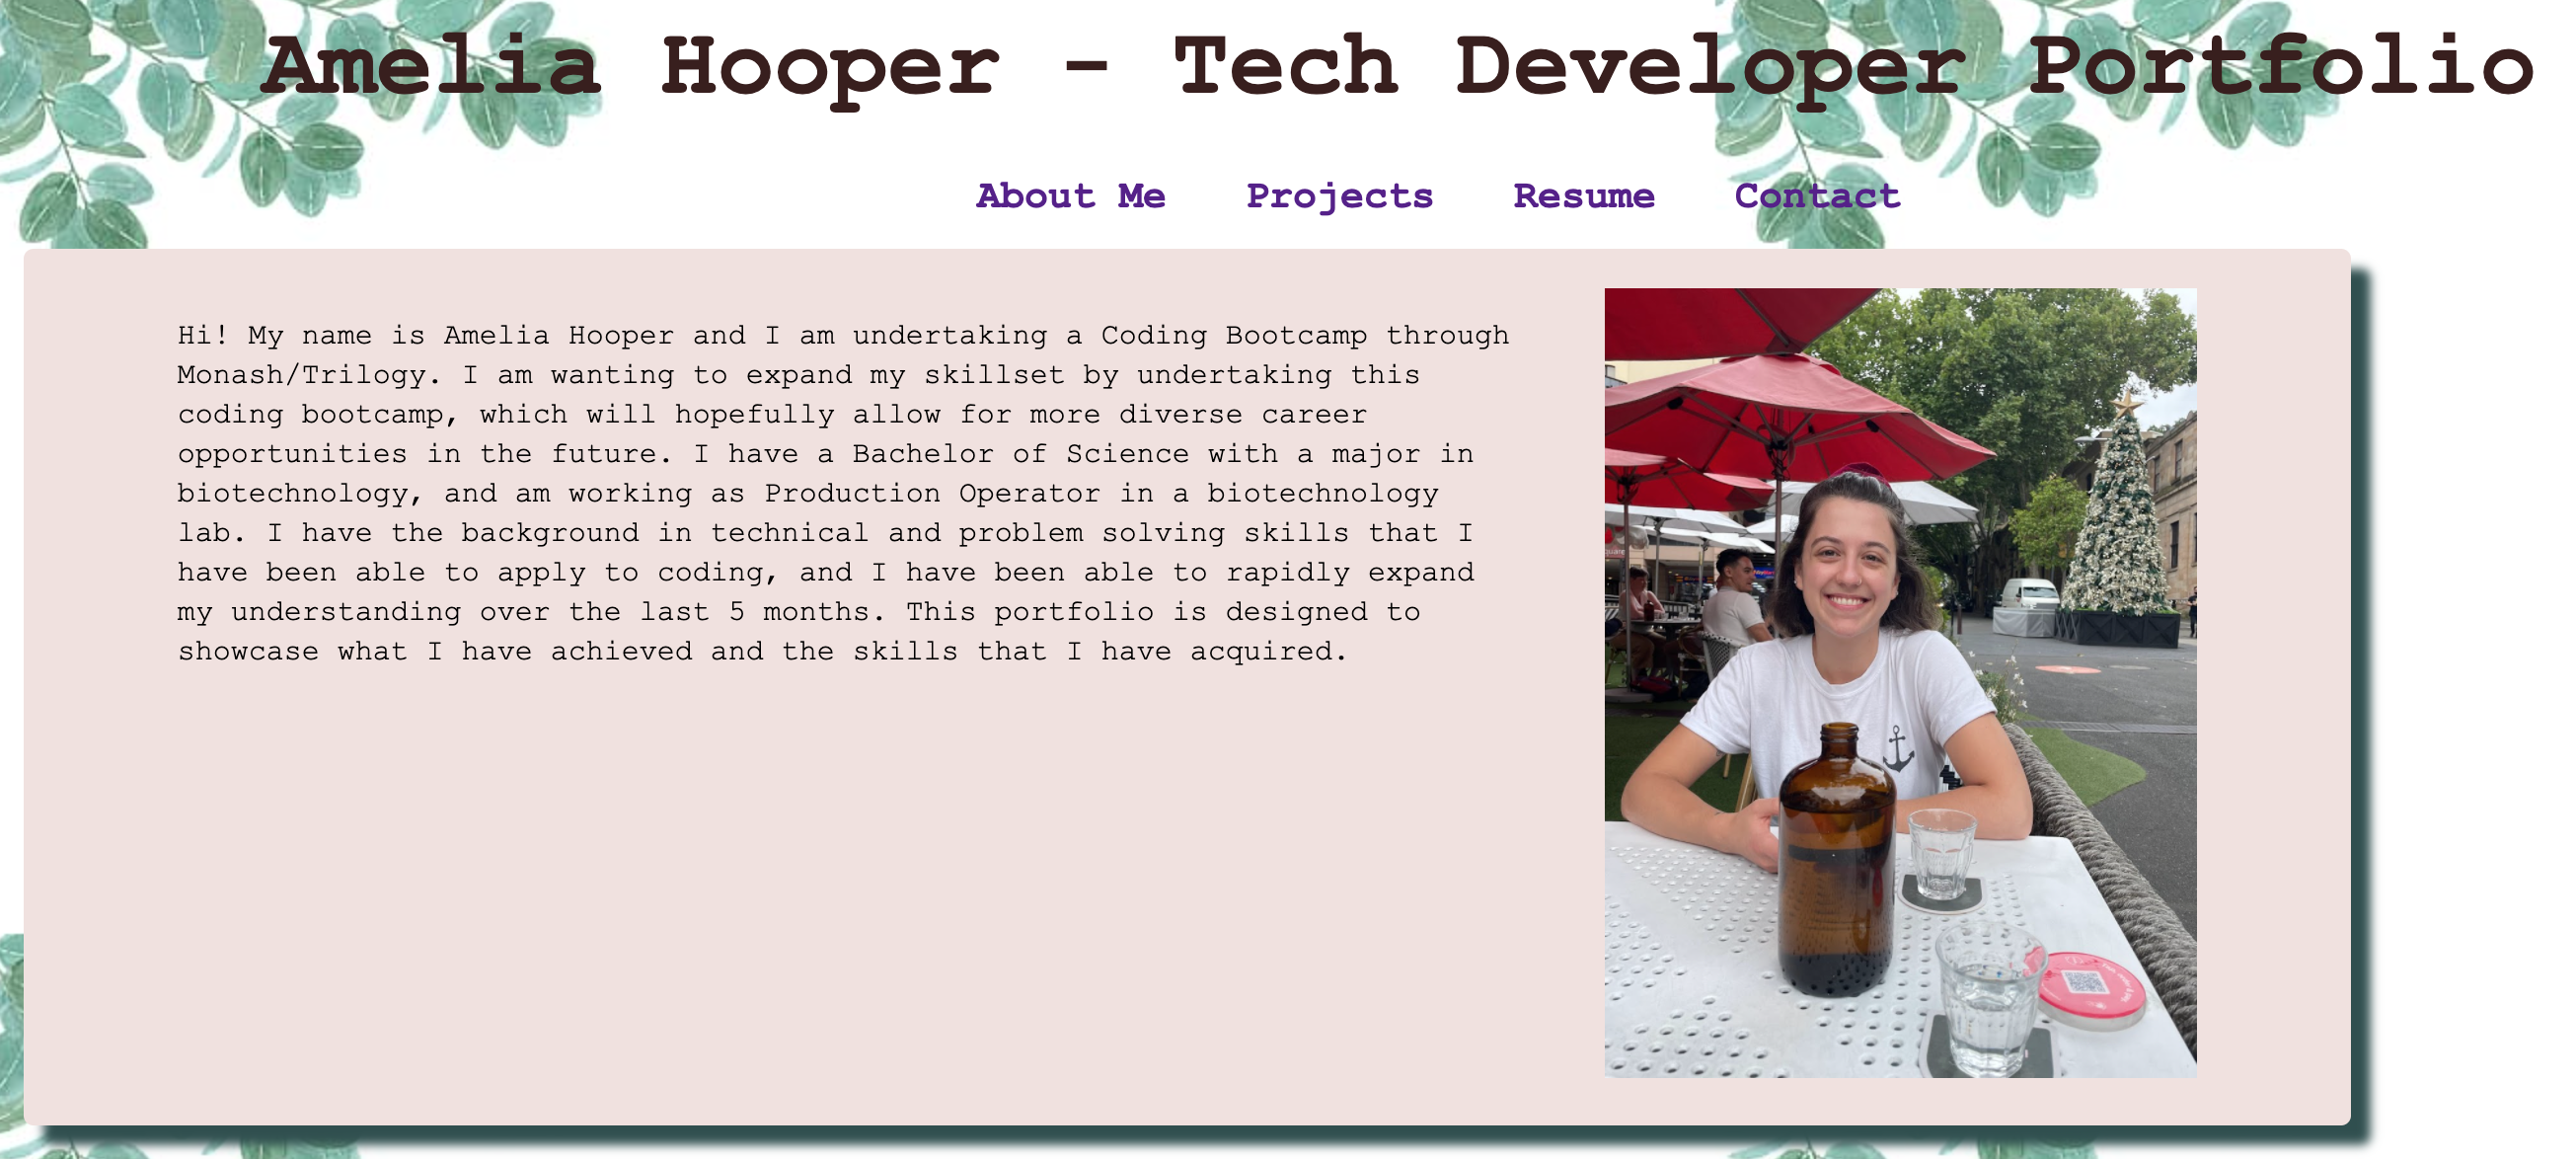 Amelia Hooper - Tech Developer Portfolio
About Me Projects Resume Contact
Hi! My name is Amelia Hooper and I am undertaking a Coding Bootcamp through
Monash/Trilogy. I am wanting to expand my skillset by undertaking this
coding bootcamp, which will hopefully allow for more diverse career
opportunities in the future. I have a Bachelor of Science with a major in
biotechnology, and am working as Production Operator in a biotechnology
lab. I have the background in technical and problem solving skills that I
have been able to apply to coding, and I have been able to rapidly expand
my understanding over the last 5 months. This portfolio is designed to
showcase what I have achieved and the skills that I have acquired.